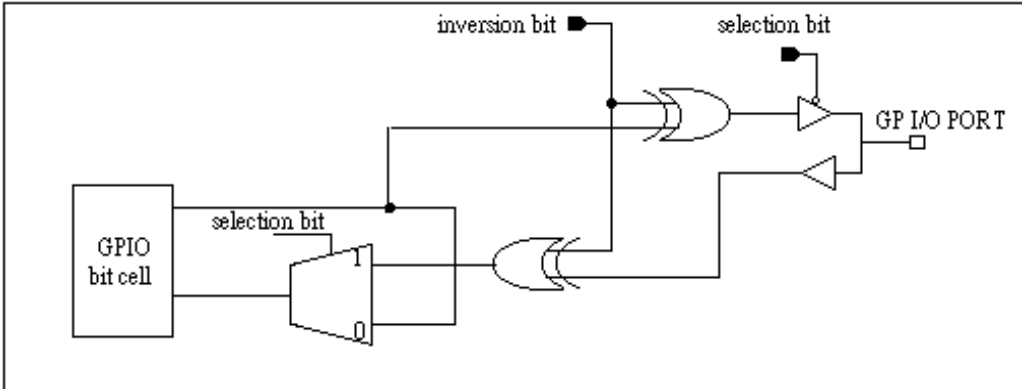 inversion bit
selection bit
GP I/O PORT
selection bit
GPIO
bit cell
1
0